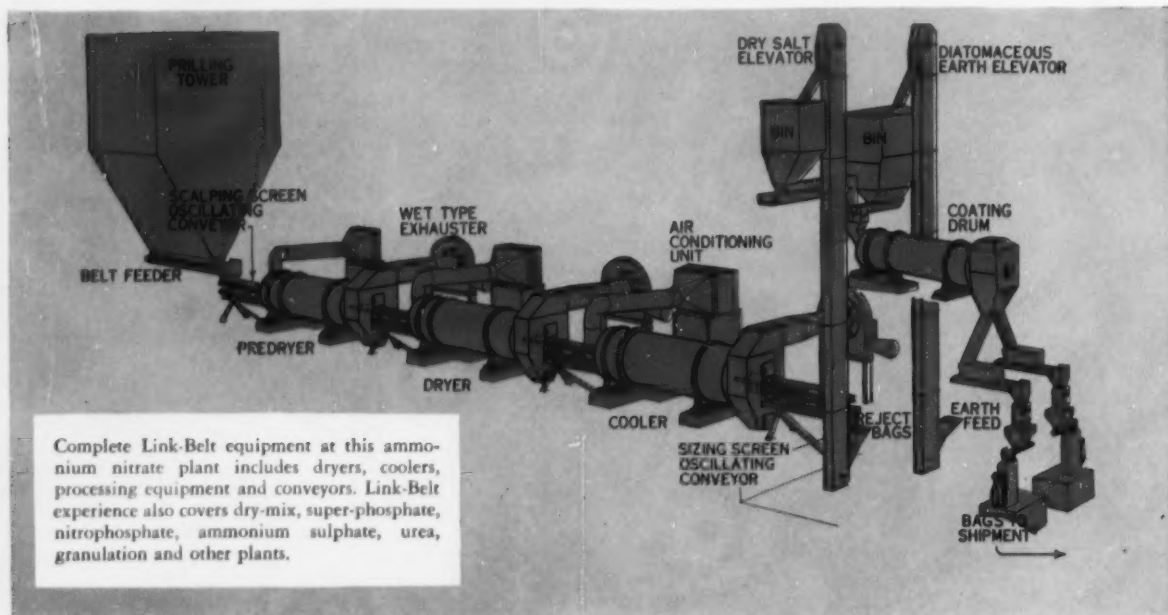 PRILLING
TOWER
SCALPING SCREEN
OSCILLATING
CONVEYER
BELT FEEDER
PREDRYER
WET TYPE
EXHAUSTER
DRYER
AIR
CONDITIONING
UNIT
COOLER
DRY SALT
ELEVATOR
DIATOMACEOUS
EARTH ELEVATOR
BIN
BIN
COATING
DRUM
REJECT
BAGS
EARTH
FEED
SIZING SCREEN
OSCILLATING
CONVEYOR
BAGS TO
SHIPMENT
Complete Link-Belt equipment at this ammo-
nium nitrate plant includes dryers, coolers,
processing equipment and conveyors. Link-Belt
experience also covers dry-mix, super-phosphate,
nitrophosphate, ammonium sulphate, urea,
granulation and other plants.